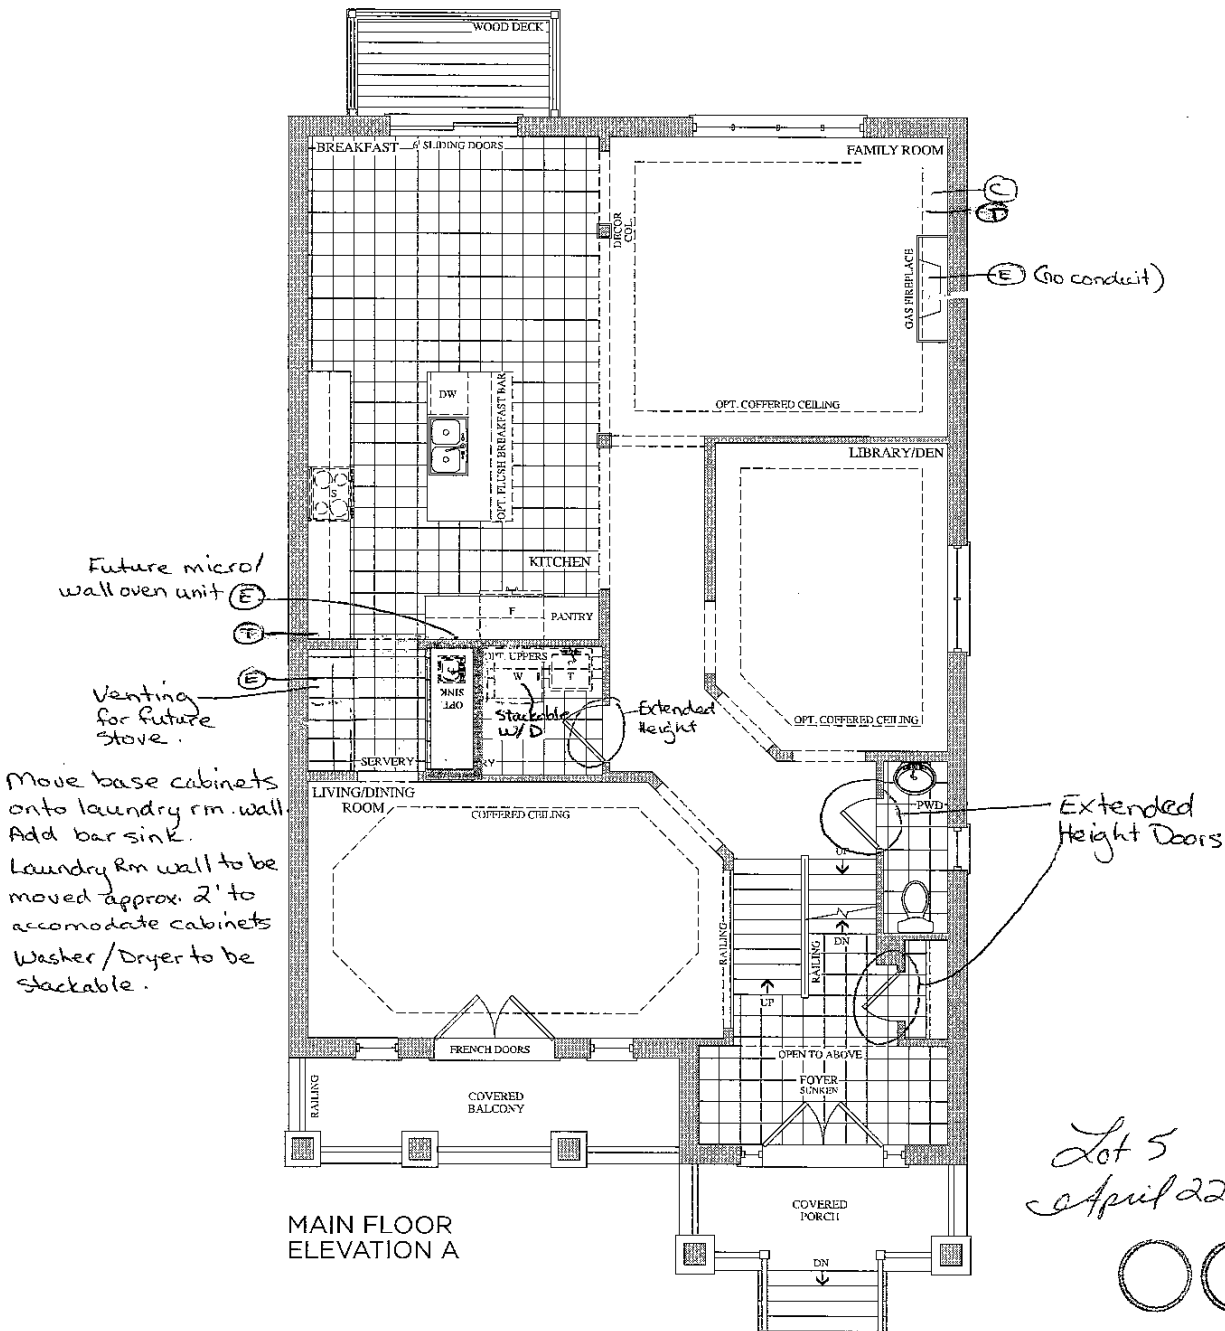 WOOD DECK
BREAKFAST
6' SLIDING DOORS
FAMILY ROOM
C
T
DECOR
COL.
GAS FIREPLACE
E (no conduit)
DW
OPT. FLUSH BREAKFAST BAR
OPT. COFFERED CEILING
LIBRARY/DEN
S
Future micro/
wall oven unit E
KITCHEN
F
PANTRY
T
OPT. UPPERS
W
T
OPT.
SINK
E
Venting
for future
stove.
Stackable
W/D
Extended
Height
OPT. COFFERED CEILING
SERVERY
RY
Move base cabinets
onto laundry rm. wall.
Add bar sink.
Laundry Rm wall to be
moved approx. 2' to
accomodate cabinets
Washer/Dryer to be
stackable.
LIVING/DINING
ROOM
COFFERED CEILING
PWD
Extended
Height Doors
UP
DN
RAILING
RAILING
UP
FRENCH DOORS
OPEN TO ABOVE
FOYER
SUNKEN
RAILING
COVERED
BALCONY
Lot 5
April 22
COVERED
PORCH
DN
MAIN FLOOR
ELEVATION A